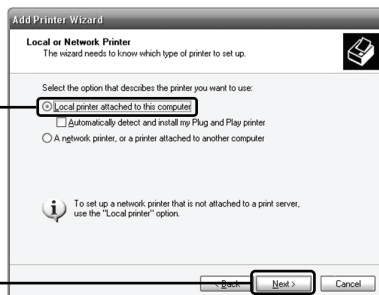 Add Printer Wizard
Local or Network Printer
The wizard needs to know which type of printer to set up.
Select the option that describes the printer you want to use:
Local printer attached to this computer
Automatically detect and install my Plug and Play printer
A network printer, or a printer attached to another computer
To set up a network printer that is not attached to a print server,
use the "Local printer" option.
< Back Next > Cancel